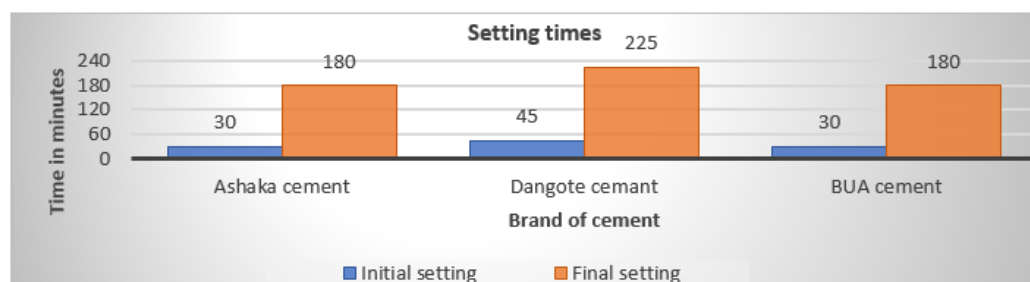 Setting times
Time in minutes
240
180
120
60
0
30
180
45
225
30
180
Ashaka cement
Dangote cemant
BUA cement
Brand of cement
Initial setting
Final setting